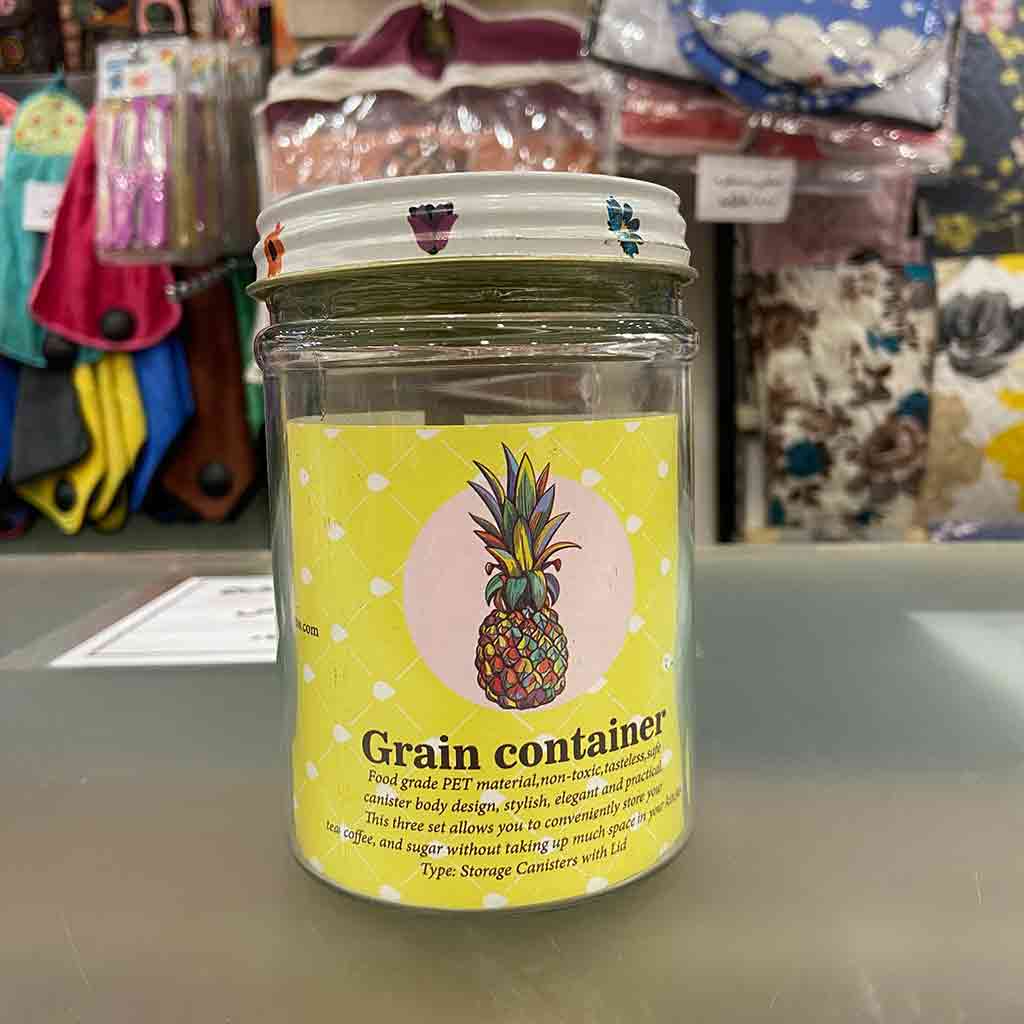 Grain container
Food grade PET material,non-toxic,tasteless,safe
canister body design, stylish, elegant and practical.
This three set allows you to conveniently store your
tea, coffee, and sugar without taking up much space in your
Type: Storage Canisters with Lid